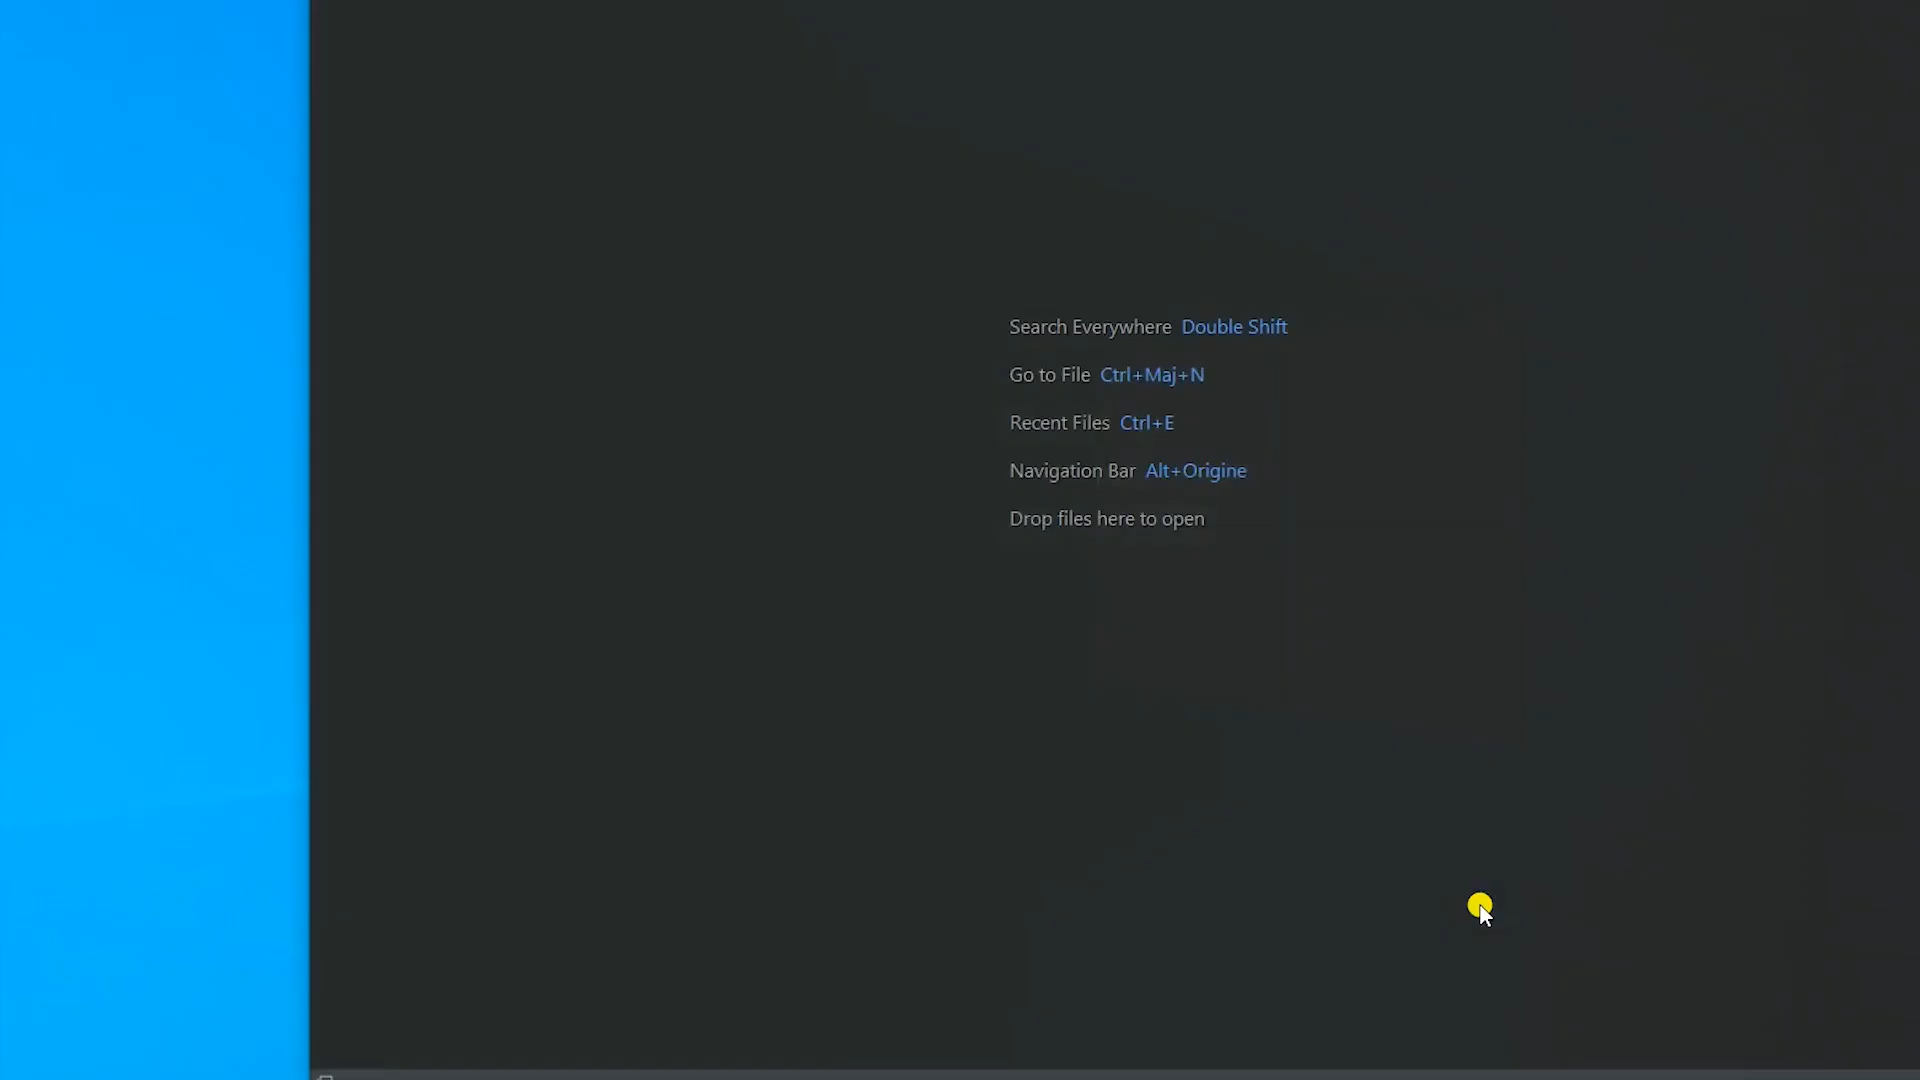 Search Everywhere Double Shift
Go to File Ctrl+Maj+N
Recent Files Ctrl+E
Navigation Bar Alt+Origine
Drop files here to open